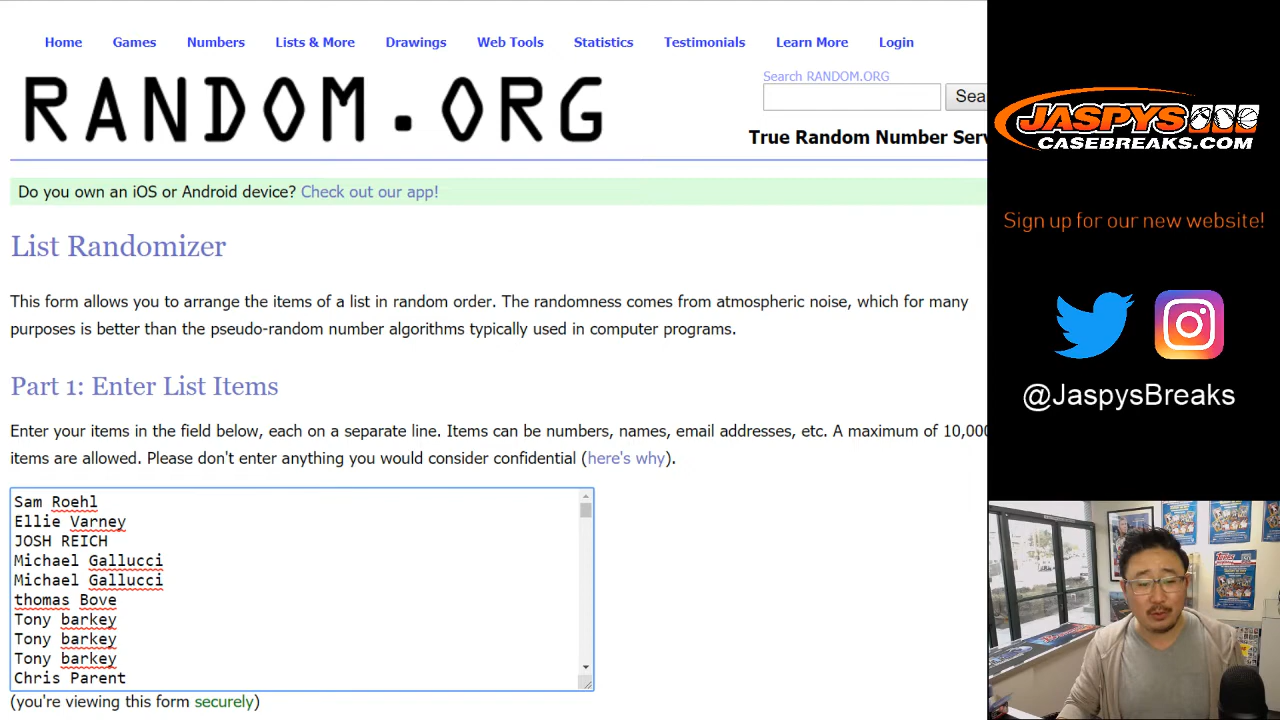 Home Games Numbers Lists & More Drawings Web Tools Statistics Testimonials Learn More Login
RANDOM.ORG
Search RANDOM.ORG
Sea
True Random Number Serv
Do you own an iOS or Android device? Check out our app!
List Randomizer
This form allows you to arrange the items of a list in random order. The randomness comes from atmospheric noise, which for many
purposes is better than the pseudo-random number algorithms typically used in computer programs.
Part 1: Enter List Items
Enter your items in the field below, each on a separate line. Items can be numbers, names, email addresses, etc. A maximum of 10,000
items are allowed. Please don't enter anything you would consider confidential (here's why).
Sam Roehl
Ellie Varney
JOSH REICH
Michael Gallucci
Michael Gallucci
thomas Bove
Tony barkey
Tony barkey
Tony barkey
Chris Parent
(you're viewing this form securely)
JASPYS
CASEBREAKS.COM
Sign up for our new website!
@JaspysBreaks
Topps